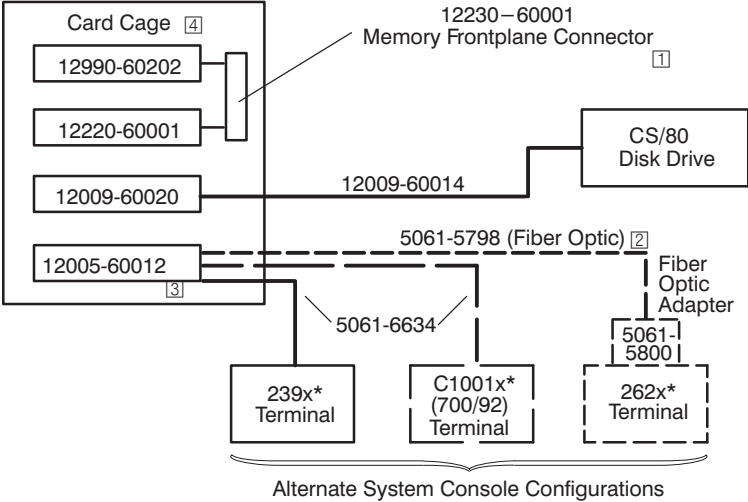 12230–60001
Card Cage 4
Memory Frontplane Connector
1
12990-60202
12220-60001
CS/80
Disk Drive
12009-60020
12009-60014
5061-5798 (Fiber Optic) 2
12005-60012
3
Fiber
Optic
Adapter
5061-6634
5061-
5800
239x*
Terminal
C1001x*
(700/92)
Terminal
262x*
Terminal
Alternate System Console Configurations